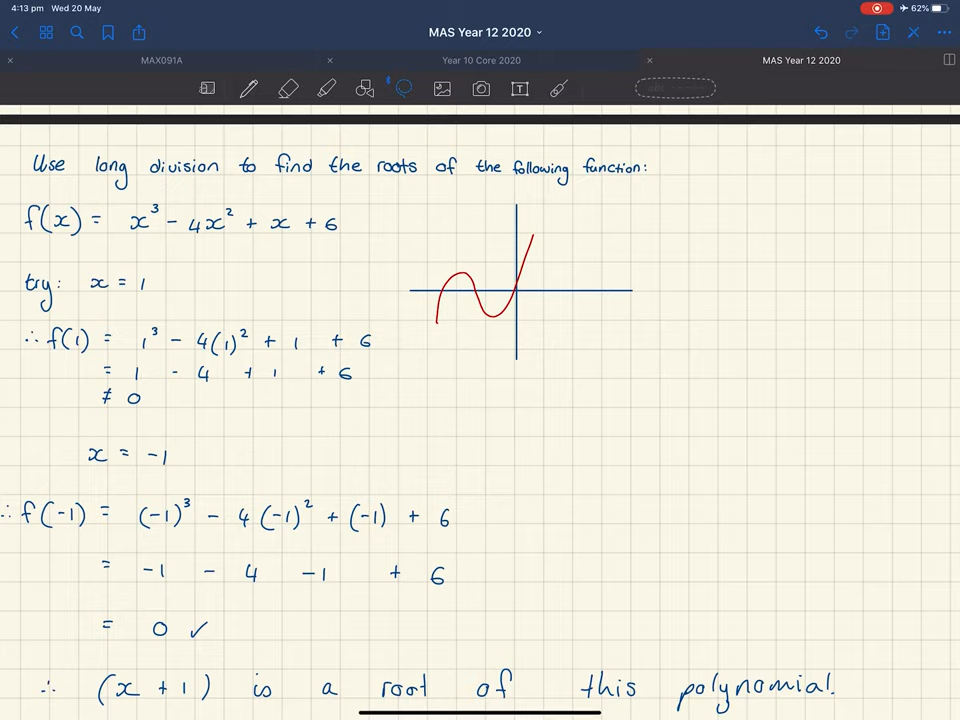 4:13 pm Wed 20 May
62%
MAS Year 12 2020
MAX091A
Year 10 Core 2020
MAS Year 12 2020
Use long division to find the roots of the following function:
f(x) = x³ - 4x² + x + 6
try: x = 1
∴ f(1) = 1³ - 4(1)² + 1 + 6
= 1 - 4 + 1 + 6
≠ 0
x = -1
∴ f(-1) = (-1)³ - 4(-1)² + (-1) + 6
= -1 - 4 -1 + 6
= 0 ✓
∴ (x + 1) is a root of this polynomial.